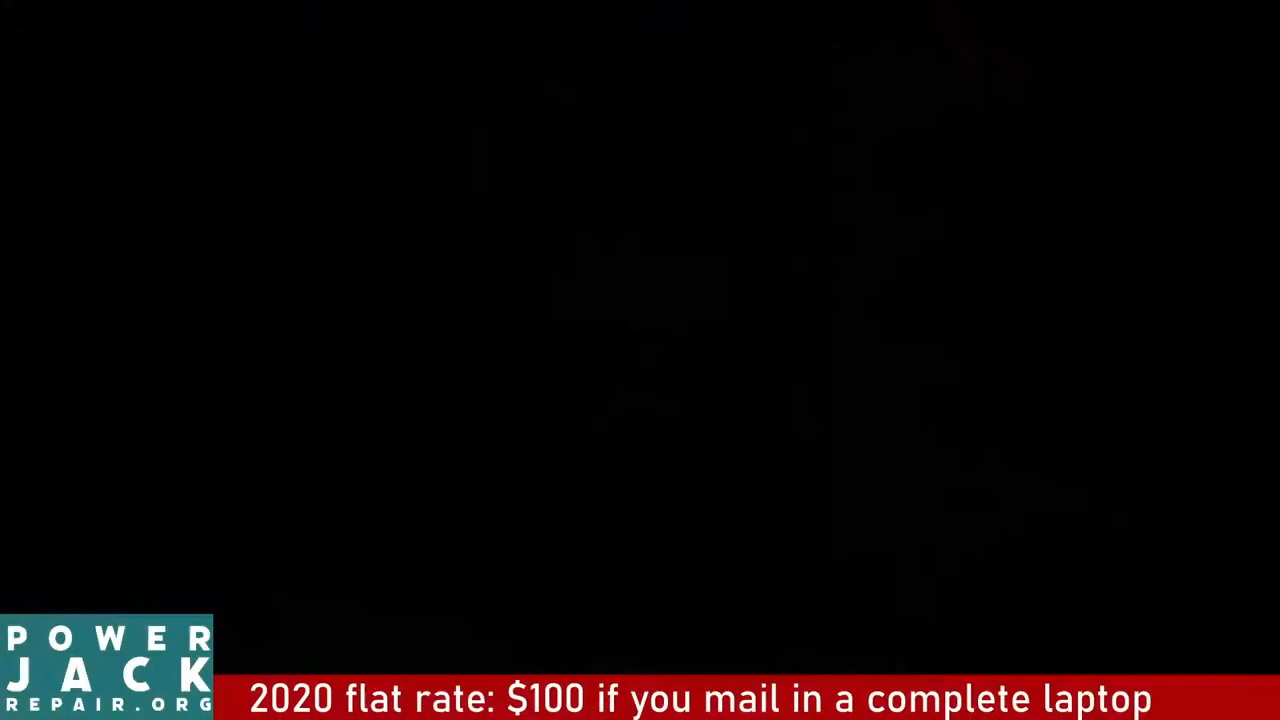 POWER
JACK
REPAIR.ORG
2020 flat rate: $100 if you mail in a complete laptop